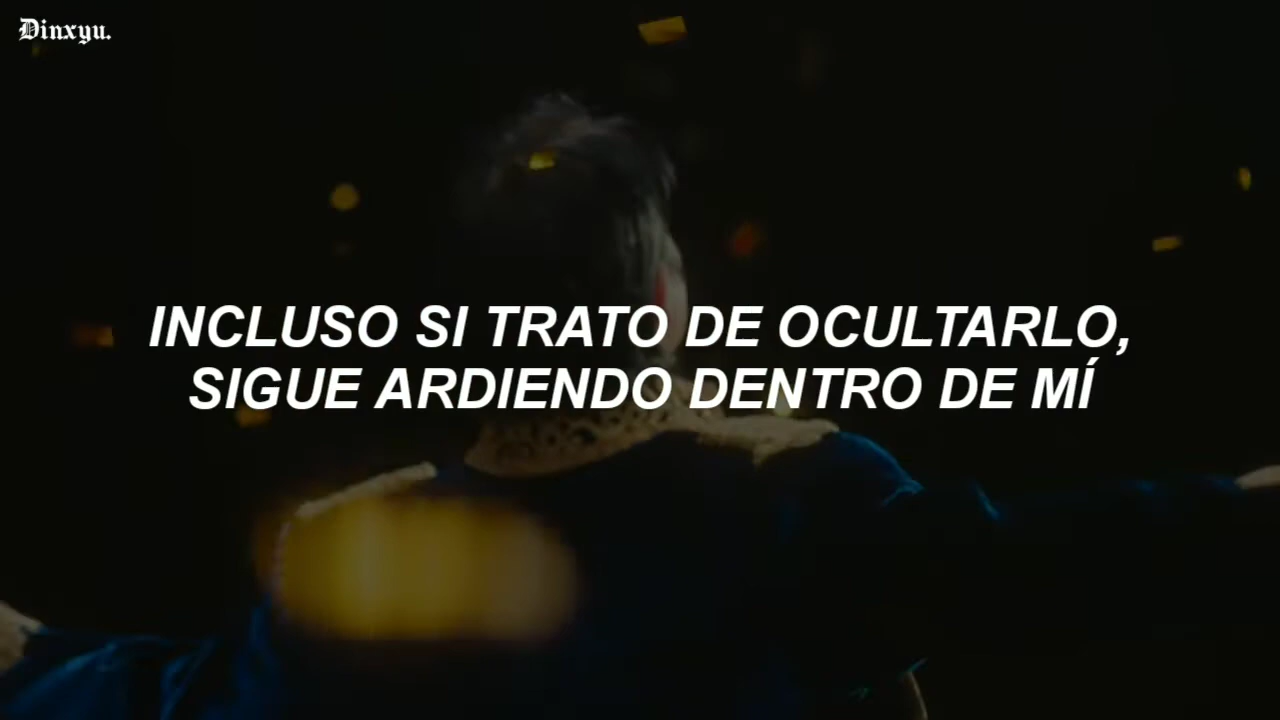 Dinxyu.
INCLUSO SI TRATO DE OCULTARLO,
SIGUE ARDIENDO DENTRO DE MÍ